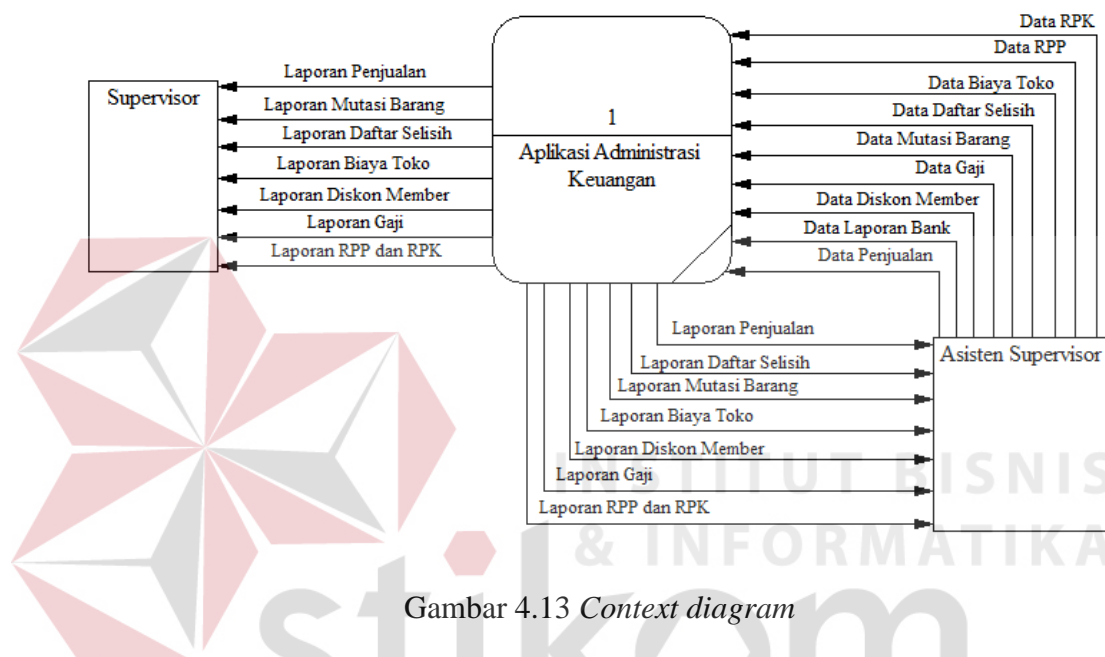 Supervisor
Laporan Penjualan
Laporan Mutasi Barang
Laporan Daftar Selisih
Laporan Biaya Toko
Laporan Diskon Member
Laporan Gaji
Laporan RPP dan RPK
1
Aplikasi Administrasi
Keuangan
Data RPK
Data RPP
Data Biaya Toko
Data Daftar Selisih
Data Mutasi Barang
Data Gaji
Data Diskon Member
Data Laporan Bank
Data Penjualan
Asisten Supervisor
Laporan Penjualan
Laporan Daftar Selisih
Laporan Mutasi Barang
Laporan Biaya Toko
Laporan Diskon Member
Laporan Gaji
Laporan RPP dan RPK
INSTITUT BISNIS
& INFORMATIKA
stikom
Gambar 4.13 Context diagram